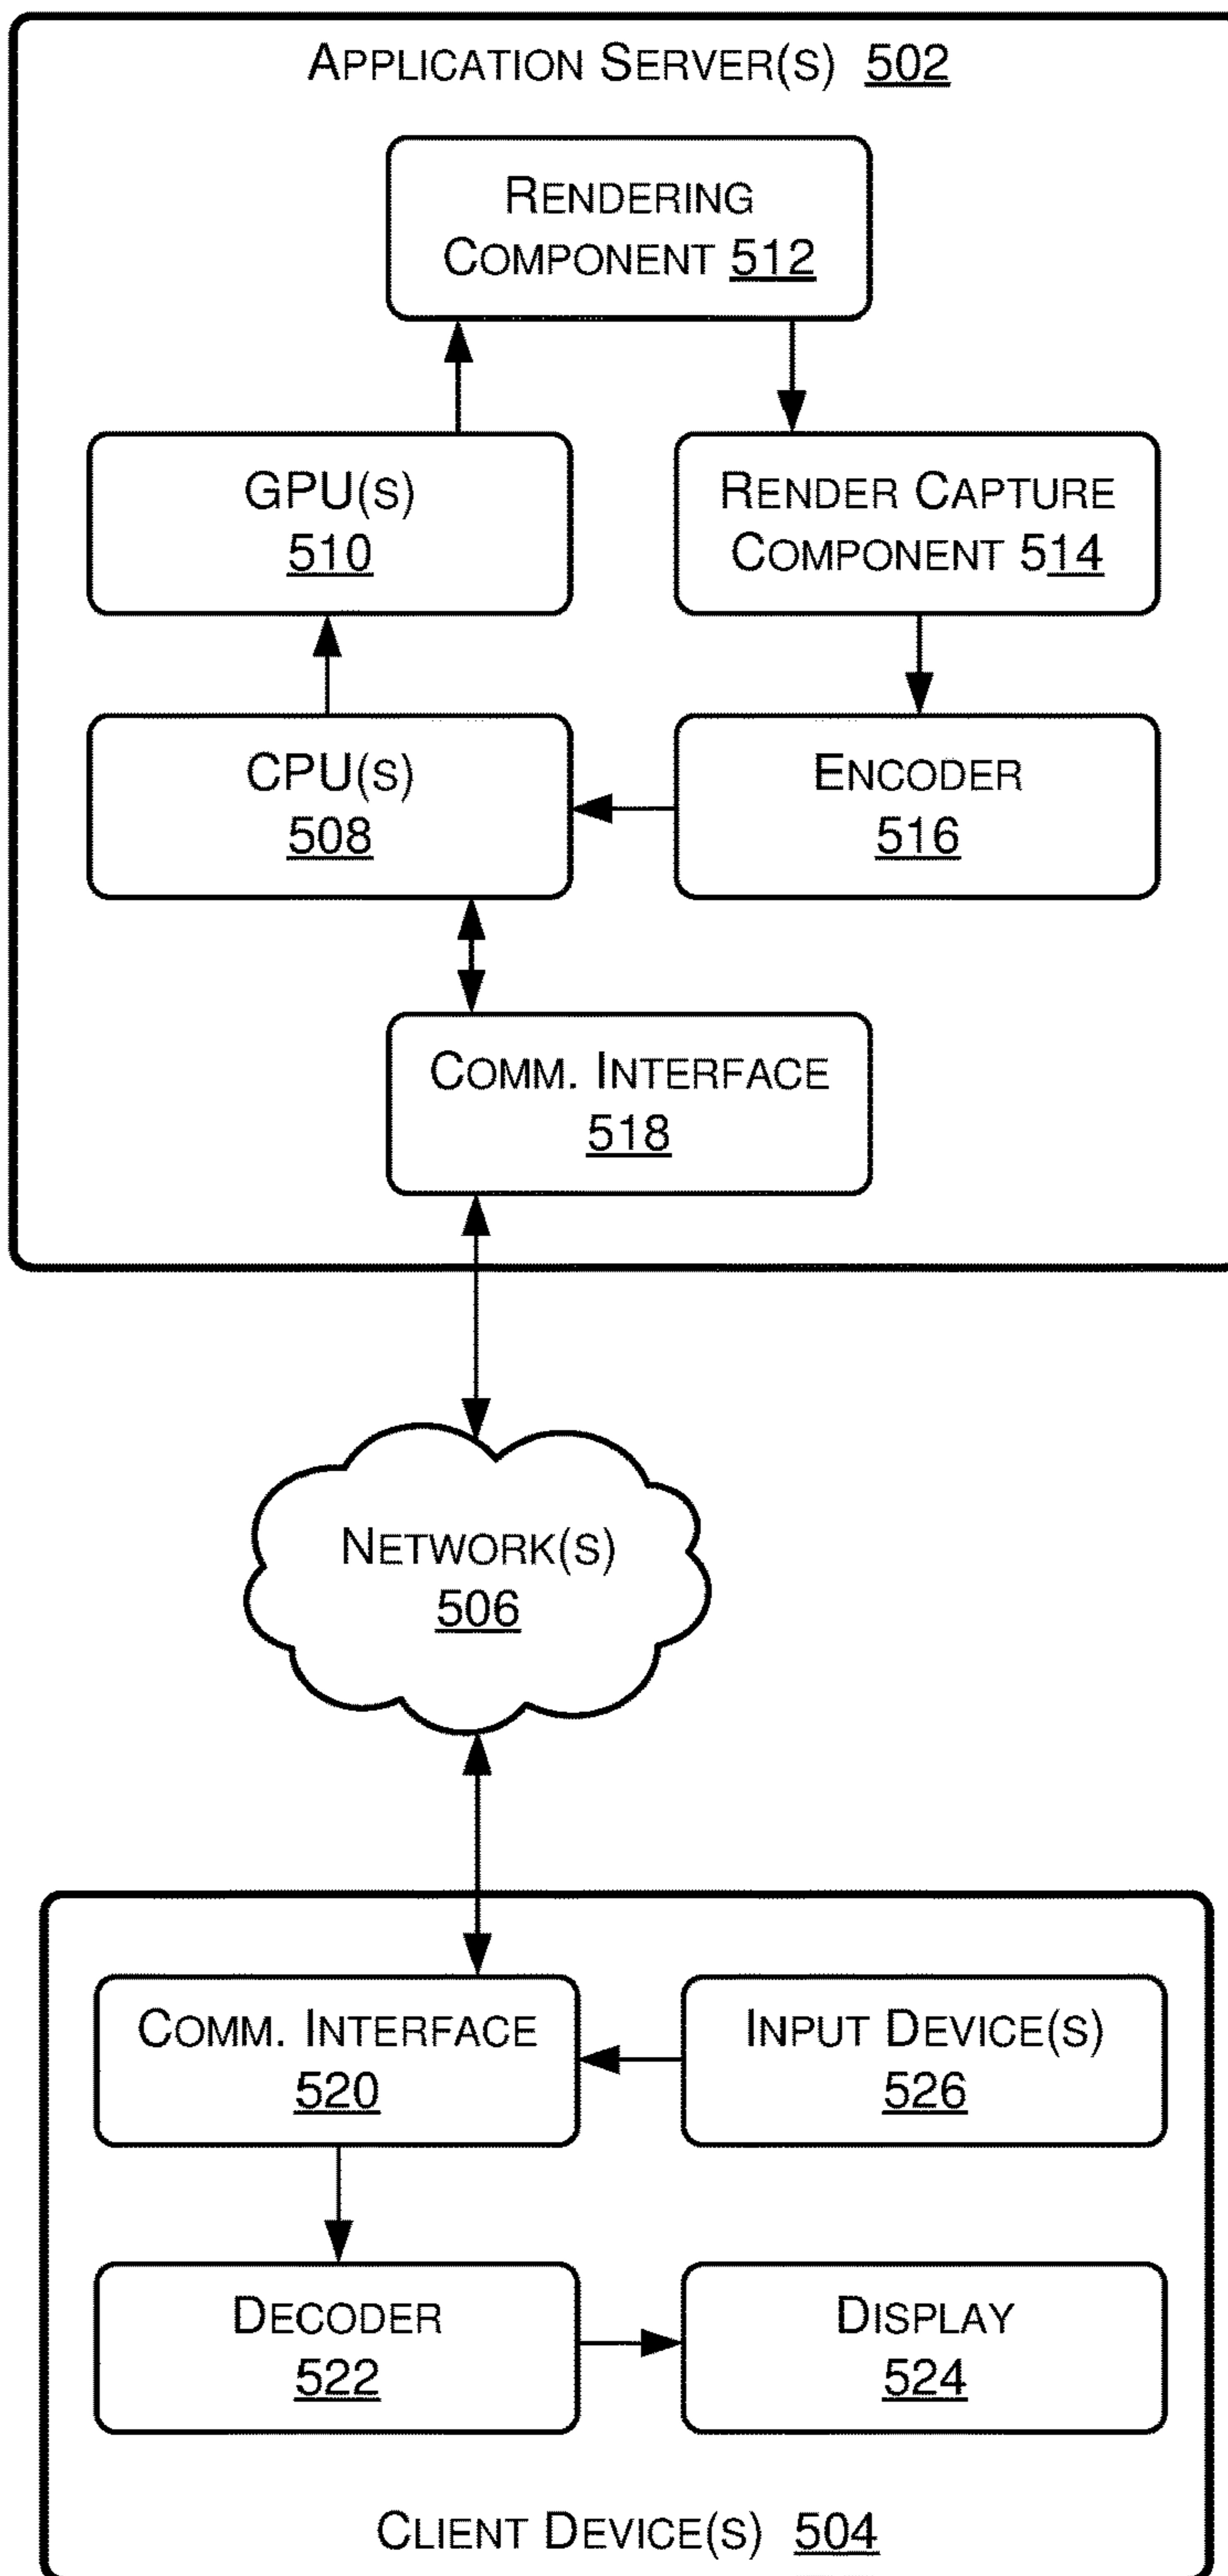 APPLICATION SERVER(S) 502
RENDERING
COMPONENT 512
GPU(S)
510
RENDER CAPTURE
COMPONENT 514
CPU(S)
508
ENCODER
516
COMM. INTERFACE
518
NETWORK(S)
506
COMM. INTERFACE
520
INPUT DEVICE(S)
526
DECODER
522
DISPLAY
524
CLIENT DEVICE(S) 504